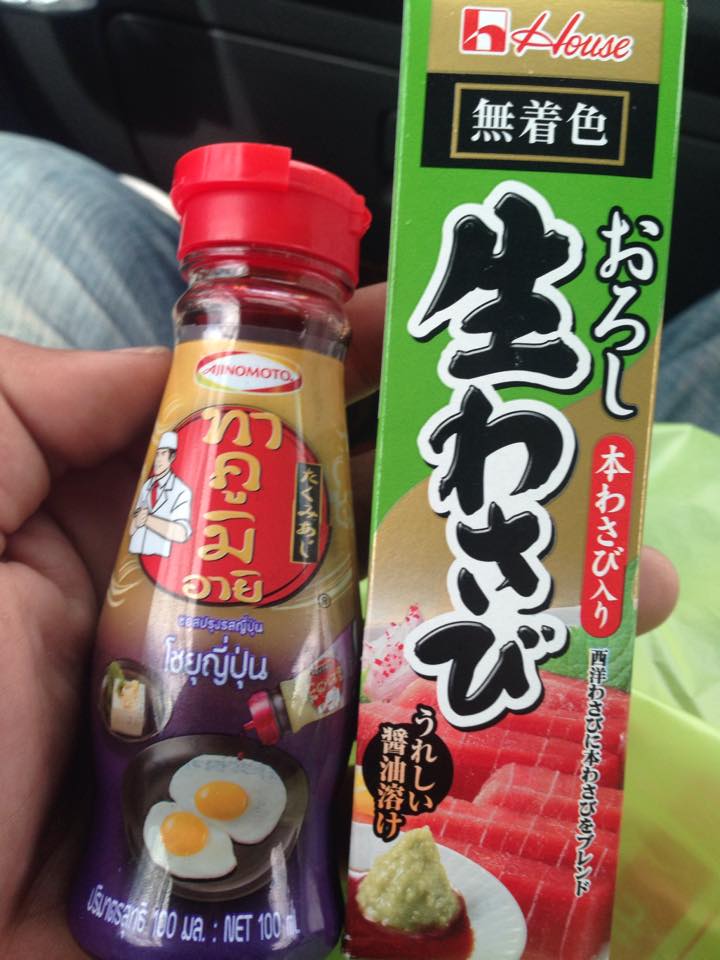 AJINOMOTO
ทา
คู
มิ
อายิ
たくみあじ
®
ซอสปรุงรสญี่ปุ่น
โชยุญี่ปุ่น
ปริมาตรสุทธิ 100 มล. : NET 100 mL
House
無着色
おろし
生わさび
本わさび入り
西洋わさびに本わさびをブレンド
うれしい
醤油溶け